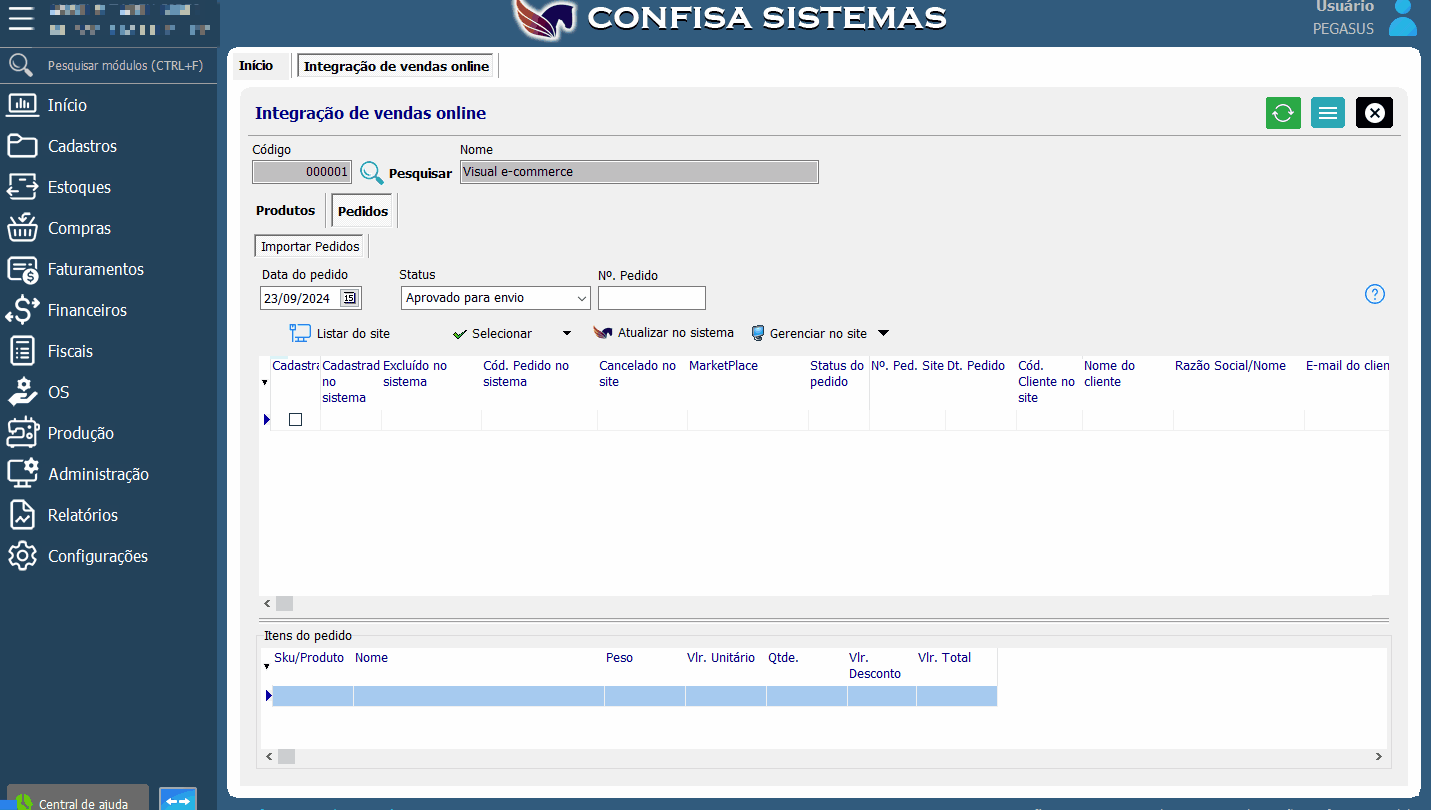 CONFISA SISTEMAS
Usuário
PEGASUS
Pesquisar módulos (CTRL+F)
Início
Cadastros
Estoques
Compras
Faturamentos
Financeiros
Fiscais
OS
Produção
Administração
Relatórios
Configurações
Central de ajuda
Início
Integração de vendas online
Integração de vendas online
Código
Nome
000001
Pesquisar
Visual e-commerce
Produtos
Pedidos
Importar Pedidos
Data do pedido
Status
Nº. Pedido
23/09/2024
15
Aprovado para envio
?
Listar do site
Selecionar
Atualizar no sistema
Gerenciar no site
Cadastra
Cadastrad
no
sistema
Excluído no
sistema
Cód. Pedido no
sistema
Cancelado no
site
MarketPlace
Status do
pedido
Nº. Ped. Site
Dt. Pedido
Cód.
Cliente no
site
Nome do
cliente
Razão Social/Nome
E-mail do clien
Itens do pedido
Sku/Produto
Nome
Peso
Vlr. Unitário
Qtde.
Vlr.
Desconto
Vlr. Total